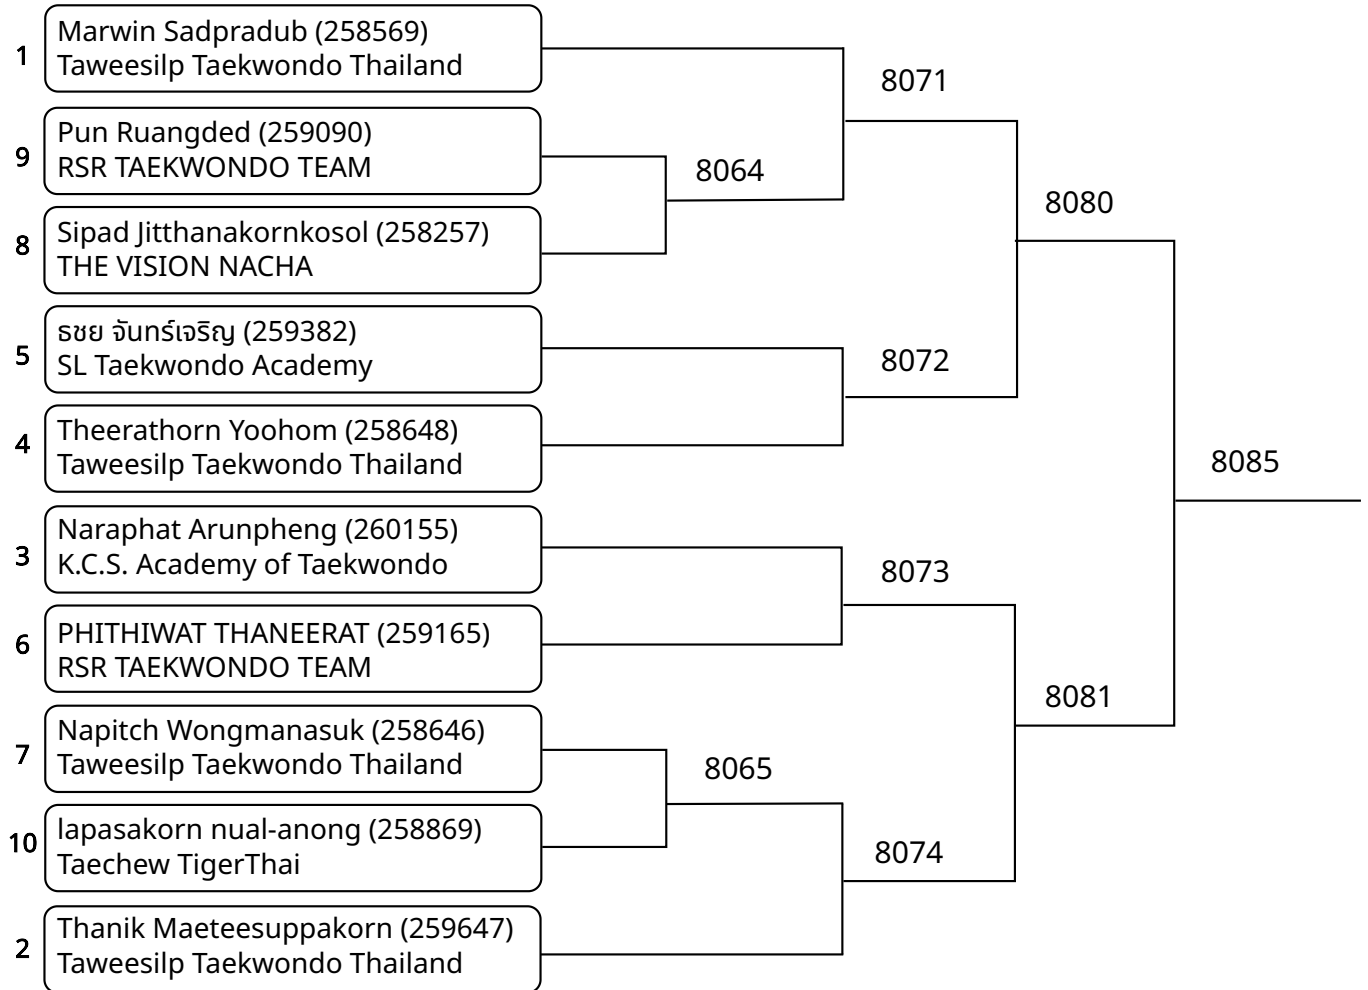 1
Marwin Sadpradub (258569)
Taweesilp Taekwondo Thailand
8071
9
Pun Ruangded (259090)
RSR TAEKWONDO TEAM
8064
8
Sipad Jitthanakornkosol (258257)
THE VISION NACHA
8080
5
ธชย จันทร์เจริญ (259382)
SL Taekwondo Academy
8072
4
Theerathorn Yoohom (258648)
Taweesilp Taekwondo Thailand
8085
3
Naraphat Arunpheng (260155)
K.C.S. Academy of Taekwondo
8073
6
PHITHIWAT THANEERAT (259165)
RSR TAEKWONDO TEAM
8081
7
Napitch Wongmanasuk (258646)
Taweesilp Taekwondo Thailand
8065
10
lapasakorn nual-anong (258869)
Taechew TigerThai
8074
2
Thanik Maeteesuppakorn (259647)
Taweesilp Taekwondo Thailand